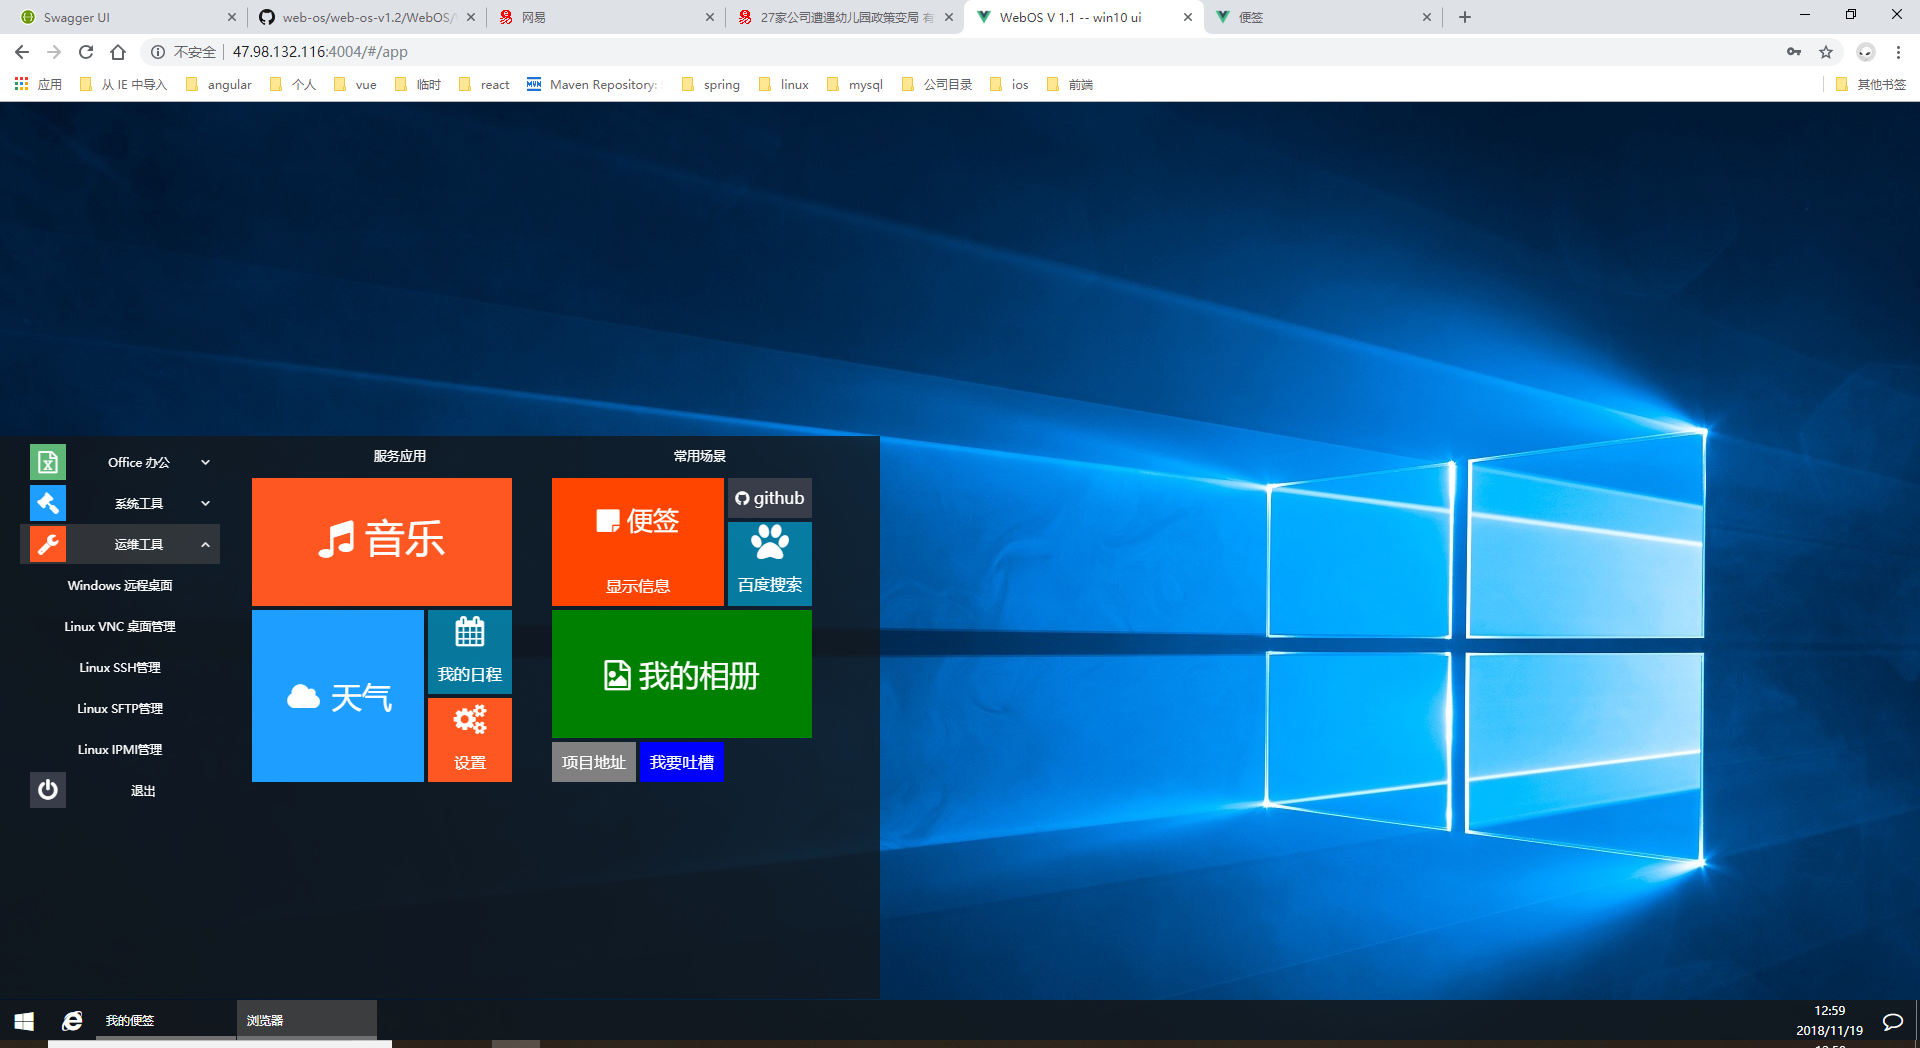 Swagger UI
web-os/web-os-v1.2/WebOS/
网易
27家公司遭遇幼儿园政策变局 有
WebOS V 1.1 -- win10 ui
便签
不安全
47.98.132.116:4004/#/app
应用
从 IE 中导入
angular
个人
vue
临时
react
MVN
Maven Repository:
spring
linux
mysql
公司目录
ios
前端
其他书签
Office 办公
系统工具
运维工具
Windows 远程桌面
Linux VNC 桌面管理
Linux SSH管理
Linux SFTP管理
Linux IPMI管理
退出
服务应用
音乐
天气
我的日程
设置
常用场景
便签
显示信息
github
百度搜索
我的相册
项目地址
我要吐槽
我的便签
浏览器
12:59
2018/11/19